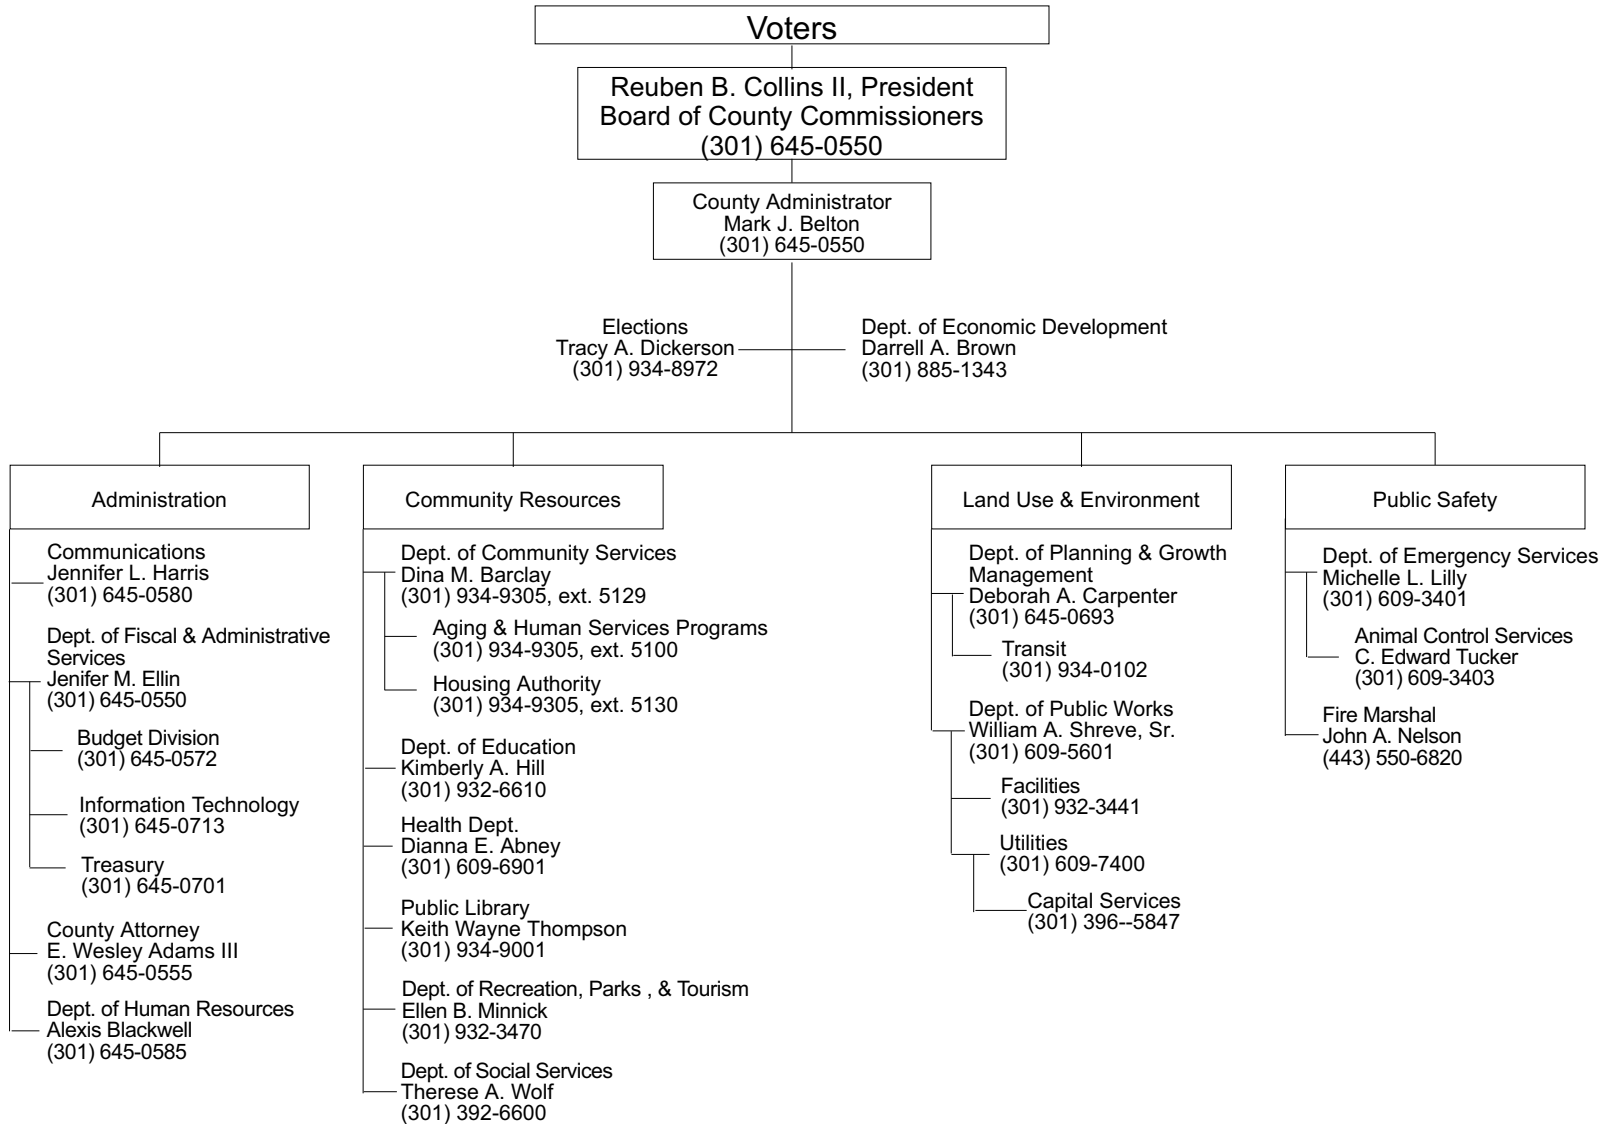 Voters
Reuben B. Collins II, President
Board of County Commissioners
(301) 645-0550
County Administrator
Mark J. Belton
(301) 645-0550
Elections
Tracy A. Dickerson
(301) 934-8972
Dept. of Economic Development
Darrell A. Brown
(301) 885-1343
Administration
Communications
Jennifer L. Harris
(301) 645-0580
Dept. of Fiscal & Administrative
Services
Jenifer M. Ellin
(301) 645-0550
Budget Division
(301) 645-0572
Information Technology
(301) 645-0713
Treasury
(301) 645-0701
County Attorney
E. Wesley Adams III
(301) 645-0555
Dept. of Human Resources
Alexis Blackwell
(301) 645-0585
Community Resources
Dept. of Community Services
Dina M. Barclay
(301) 934-9305, ext. 5129
Aging & Human Services Programs
(301) 934-9305, ext. 5100
Housing Authority
(301) 934-9305, ext. 5130
Dept. of Education
Kimberly A. Hill
(301) 932-6610
Health Dept.
Dianna E. Abney
(301) 609-6901
Public Library
Keith Wayne Thompson
(301) 934-9001
Dept. of Recreation, Parks , & Tourism
Ellen B. Minnick
(301) 932-3470
Dept. of Social Services
Therese A. Wolf
(301) 392-6600
Land Use & Environment
Dept. of Planning & Growth
Management
Deborah A. Carpenter
(301) 645-0693
Transit
(301) 934-0102
Dept. of Public Works
William A. Shreve, Sr.
(301) 609-5601
Facilities
(301) 932-3441
Utilities
(301) 609-7400
Capital Services
(301) 396--5847
Public Safety
Dept. of Emergency Services
Michelle L. Lilly
(301) 609-3401
Animal Control Services
C. Edward Tucker
(301) 609-3403
Fire Marshal
John A. Nelson
(443) 550-6820